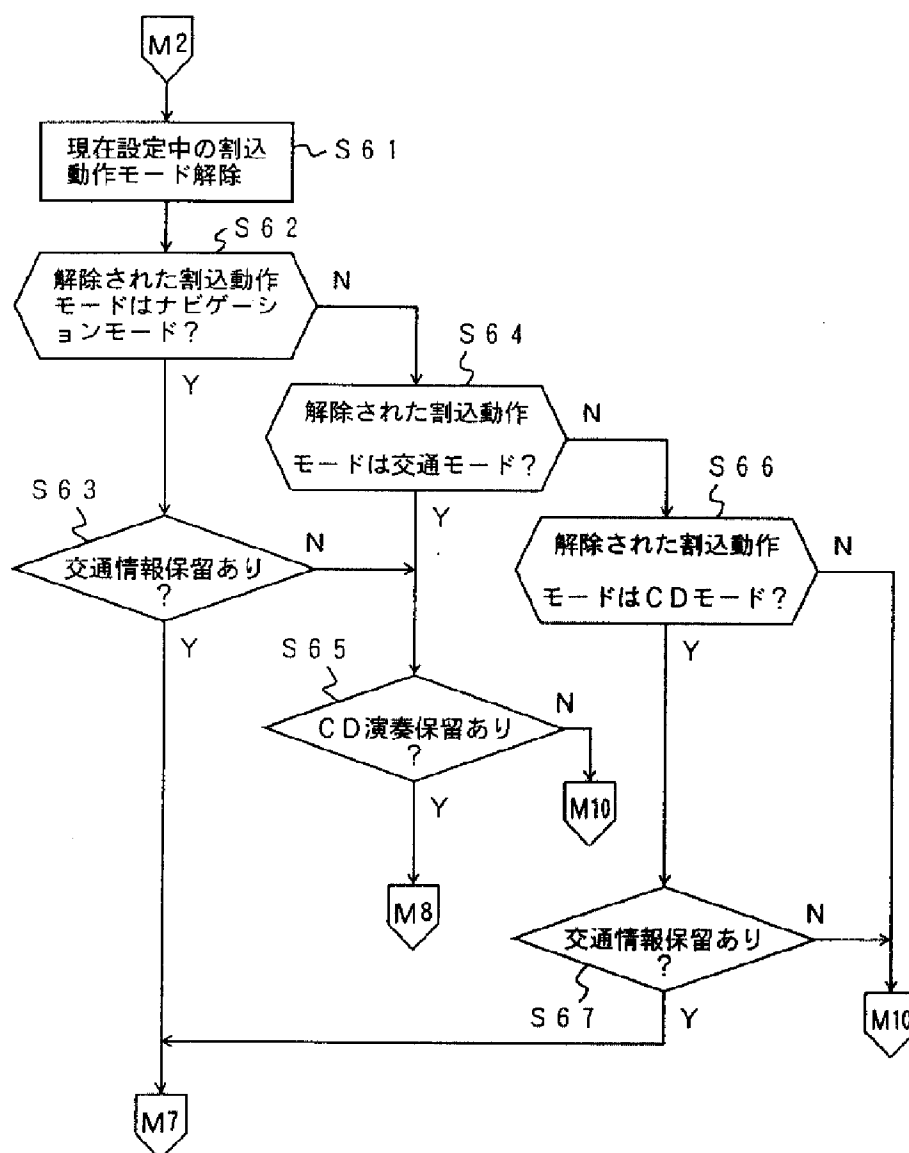 M2
現在設定中の割込
動作モード解除
S61
S62
解除された割込動作
モードはナビゲーシ
ョンモード?
N
Y
S64
解除された割込動作
モードは交通モード?
N
Y
S63
交通情報保留あり
?
N
Y
S66
解除された割込動作
モードはCDモード?
N
Y
S65
CD演奏保留あり
?
N
Y
M10
M8
交通情報保留あり
?
N
S67
Y
M10
M7